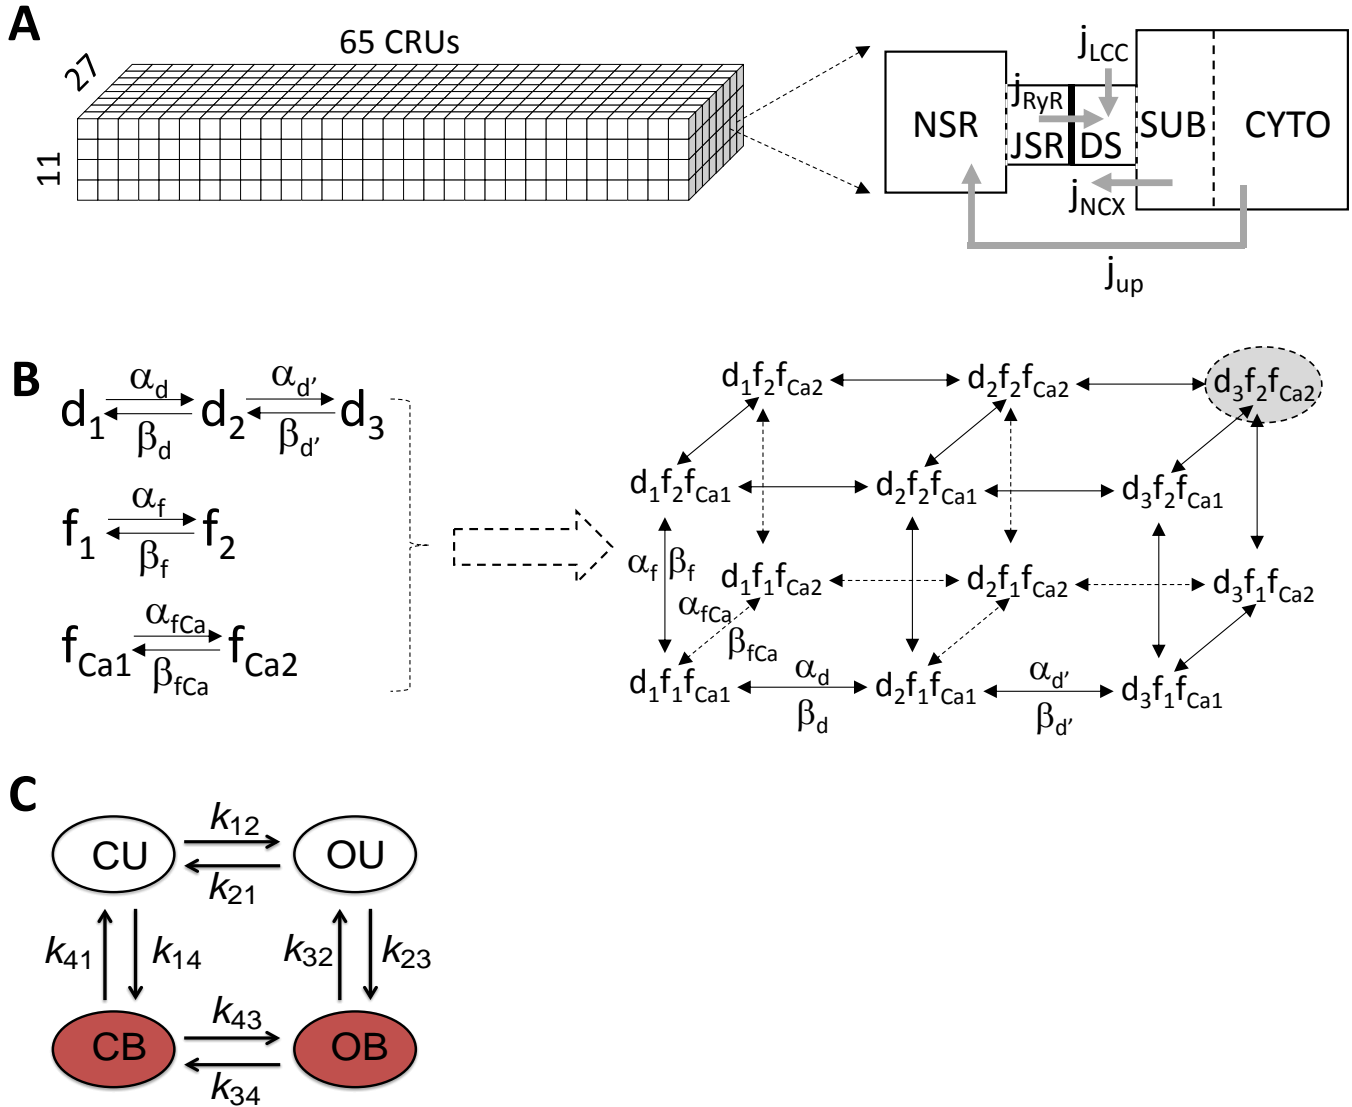 A
65 CRUs
27
11
NSR
jRyR
JSR
jLCC
DS
SUB
CYTO
jNCX
jup
B
d1 αd βd d2 αd' βd' d3
f1 αf βf f2
fCa1 αfCa βfCa fCa2
d1f2fCa2 d2f2fCa2 d3f2fCa2
d1f2fCa1 d2f2fCa1 d3f2fCa1
αf βf
d1f1fCa2 d2f1fCa2 d3f1fCa2
αfCa
βfCa
d1f1fCa1 αd βd d2f1fCa1 αd' βd' d3f1fCa1
C
CU k12 OU
k21
k41 k14 k32 k23
CB k43 OB
k34